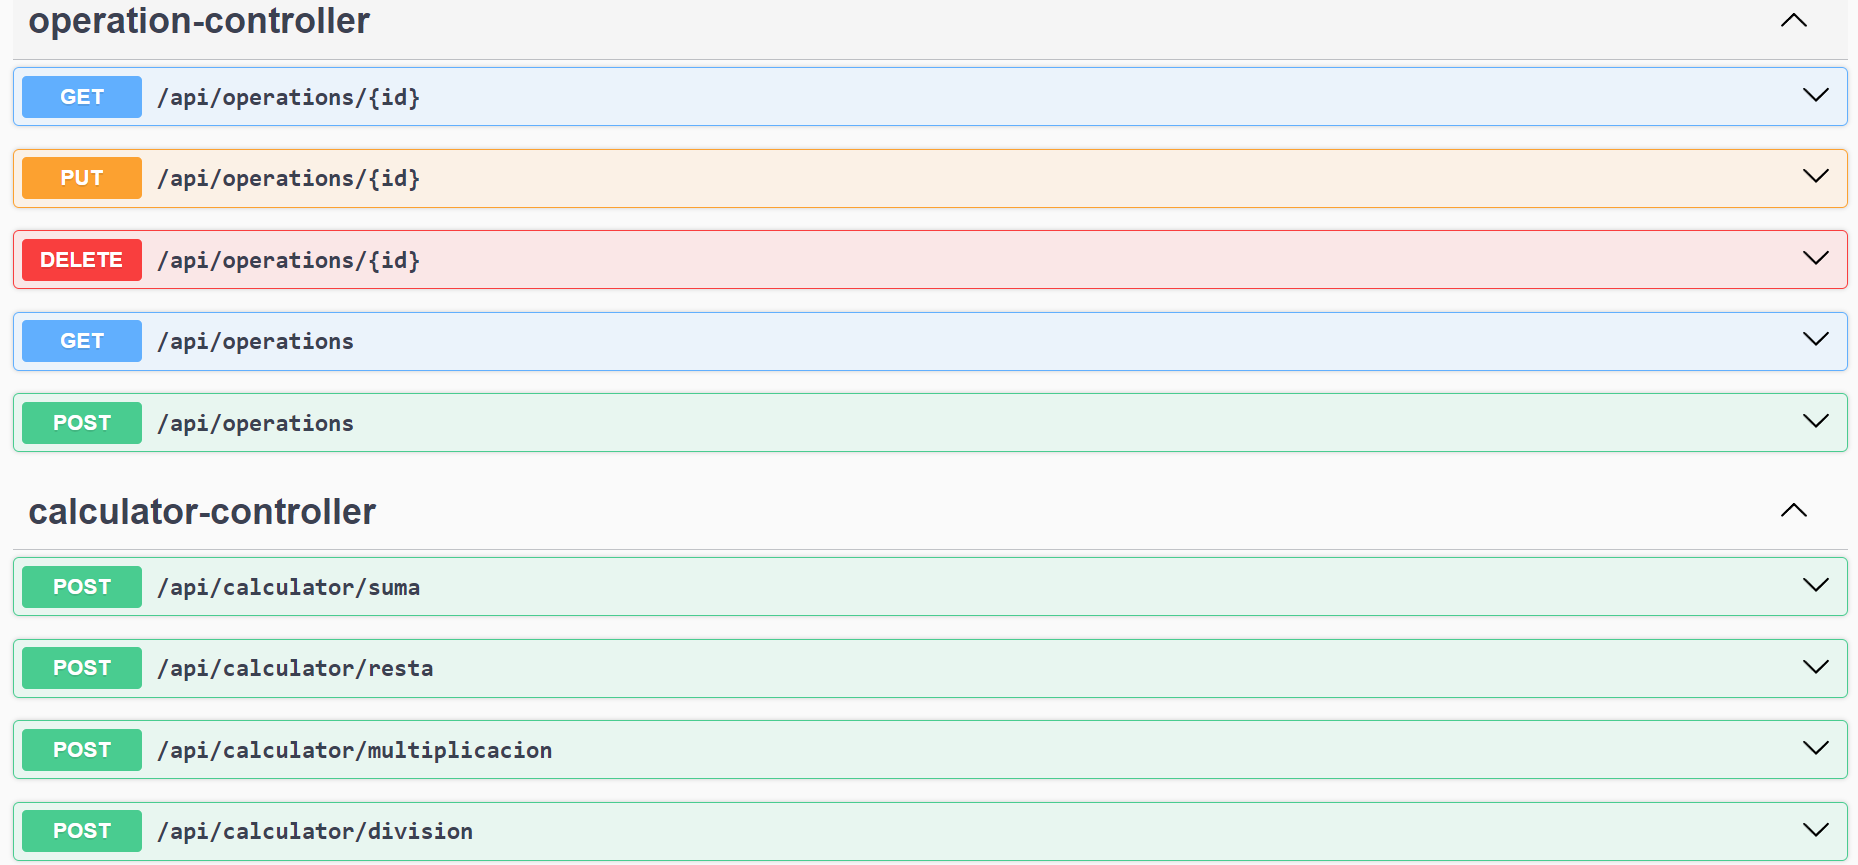 operation-controller
GET /api/operations/{id}
PUT /api/operations/{id}
DELETE /api/operations/{id}
GET /api/operations
POST /api/operations
calculator-controller
POST /api/calculator/suma
POST /api/calculator/resta
POST /api/calculator/multiplicacion
POST /api/calculator/division